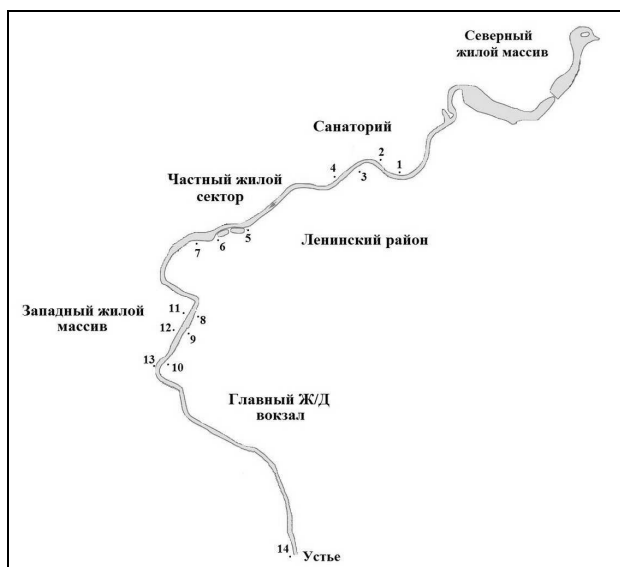 Северный
жилой массив
Санаторий
2
1
4
3
Частный жилой
сектор
5
6
Ленинский район
7
11
8
Западный жилой
массив
12
9
13
10
Главный Ж/Д
вокзал
14
Устье